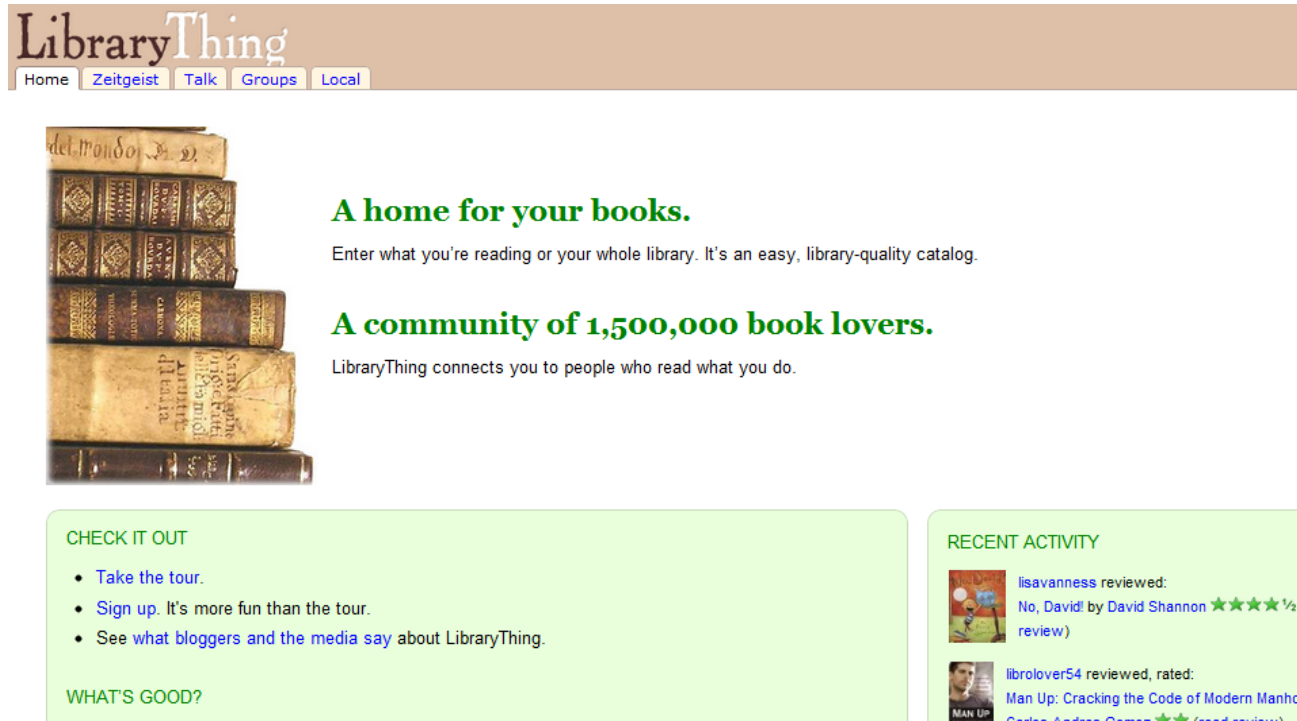 LibraryThing
Home Zeitgeist Talk Groups Local
del mondo
A home for your books.
Enter what you're reading or your whole library. It's an easy, library-quality catalog.
A community of 1,500,000 book lovers.
LibraryThing connects you to people who read what you do.
CHECK IT OUT
• Take the tour.
• Sign up. It's more fun than the tour.
• See what bloggers and the media say about LibraryThing.
WHAT'S GOOD?
RECENT ACTIVITY
lisavanness reviewed:
No, David! by David Shannon ★★★★½
review)
librolover54 reviewed, rated:
Man Up: Cracking the Code of Modern Manho
MAN UP